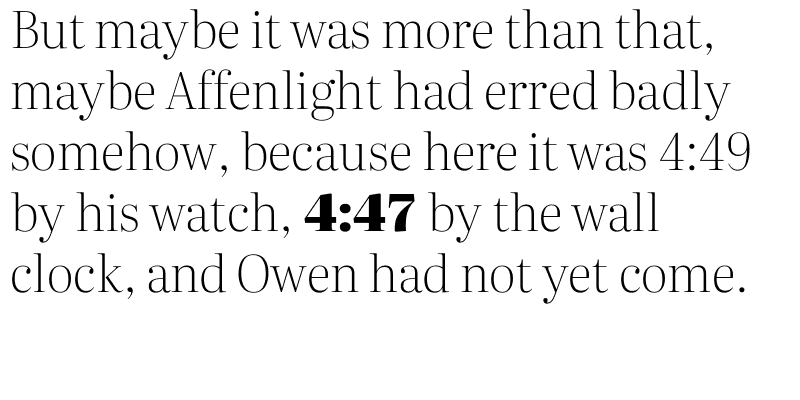 But maybe it was more than that,
maybe Affenlight had erred badly
somehow, because here it was 4:49
by his watch, 4:47 by the wall
clock, and Owen had not yet come.